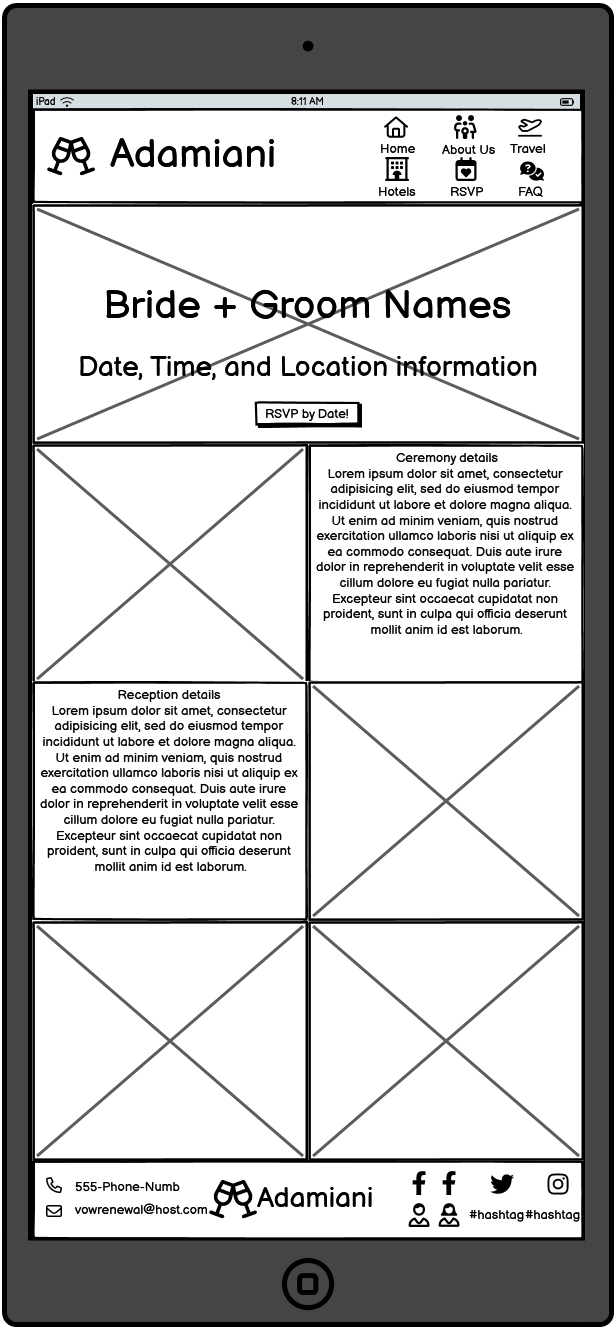 iPad
8:11 AM
Adamiani
Home
About Us
Travel
Hotels
RSVP
FAQ
Bride + Groom Names
Date, Time, and Location information
RSVP by Date!
Ceremony details
Lorem ipsum dolor sit amet, consectetur
adipisicing elit, sed do eiusmod tempor
incididunt ut labore et dolore magna aliqua.
Ut enim ad minim veniam, quis nostrud
exercitation ullamco laboris nisi ut aliquip ex
ea commodo consequat. Duis aute irure
dolor in reprehenderit in voluptate velit esse
cillum dolore eu fugiat nulla pariatur.
Excepteur sint occaecat cupidatat non
proident, sunt in culpa qui officia deserunt
mollit anim id est laborum.
Reception details
Lorem ipsum dolor sit amet, consectetur
adipisicing elit, sed do eiusmod tempor
incididunt ut labore et dolore magna aliqua.
Ut enim ad minim veniam, quis nostrud
exercitation ullamco laboris nisi ut aliquip ex
ea commodo consequat. Duis aute irure
dolor in reprehenderit in voluptate velit esse
cillum dolore eu fugiat nulla pariatur.
Excepteur sint occaecat cupidatat non
proident, sunt in culpa qui officia deserunt
mollit anim id est laborum.
555-Phone-Numb
vowrenewal@host.com
Adamiani
#hashtag
#hashtag